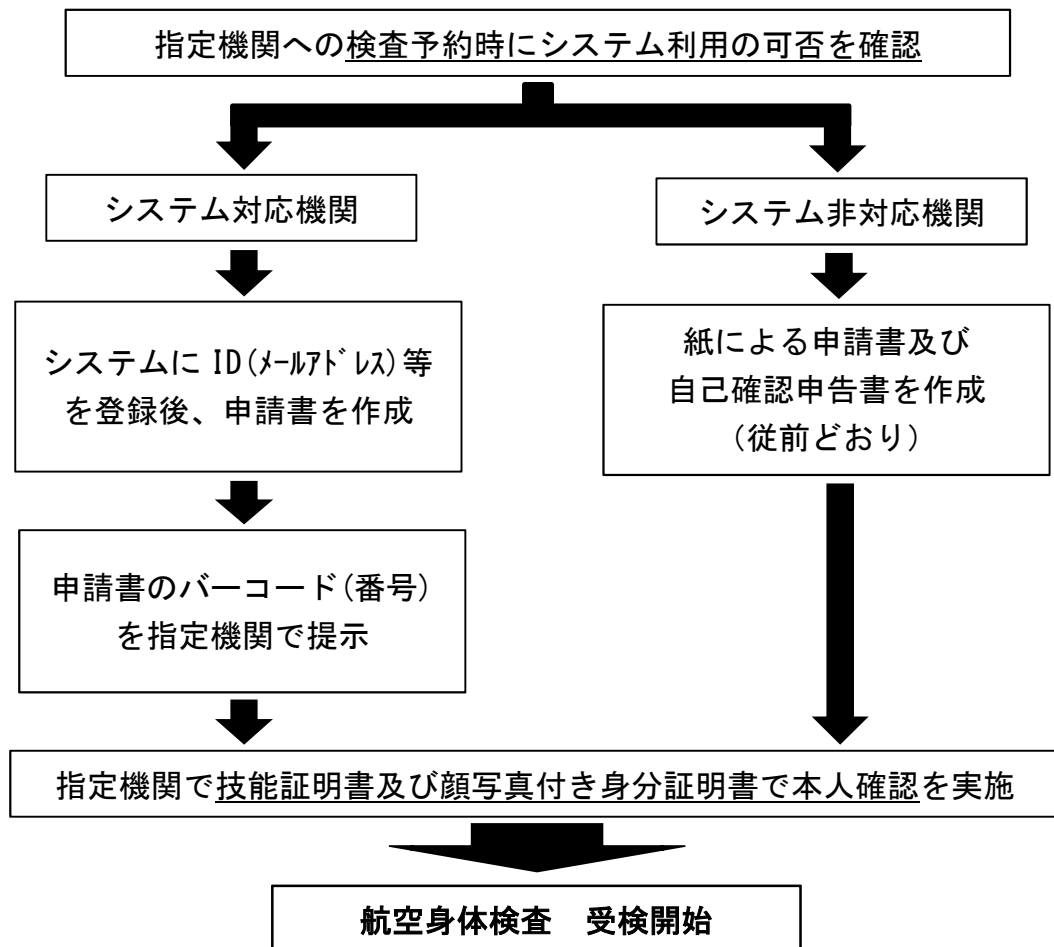 指定機関への検査予約時にシステム利用の可否を確認
システム対応機関
システム非対応機関
システムに ID(ﾒｰﾙｱﾄﾞﾚｽ)等
を登録後、申請書を作成
紙による申請書及び
自己確認申告書を作成
(従前どおり)
申請書のバーコード(番号)
を指定機関で提示
指定機関で技能証明書及び顔写真付き身分証明書で本人確認を実施
航空身体検査　受検開始